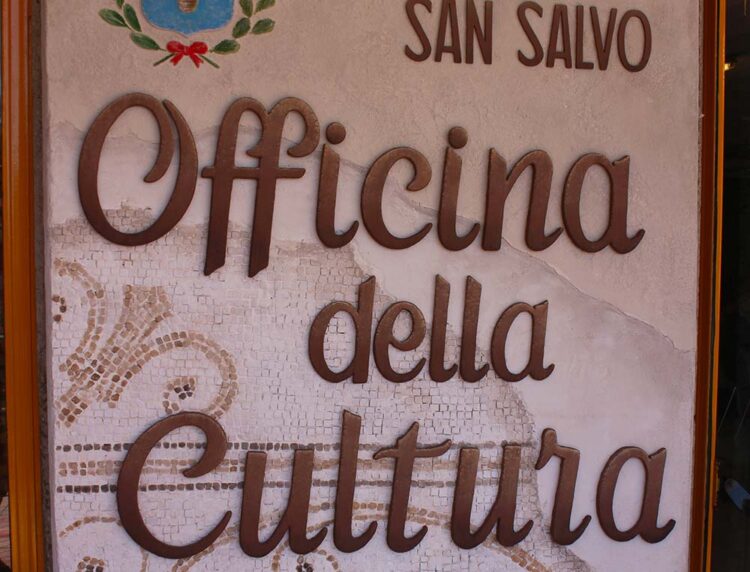 SAN SALVO
Officina
della
Cultura